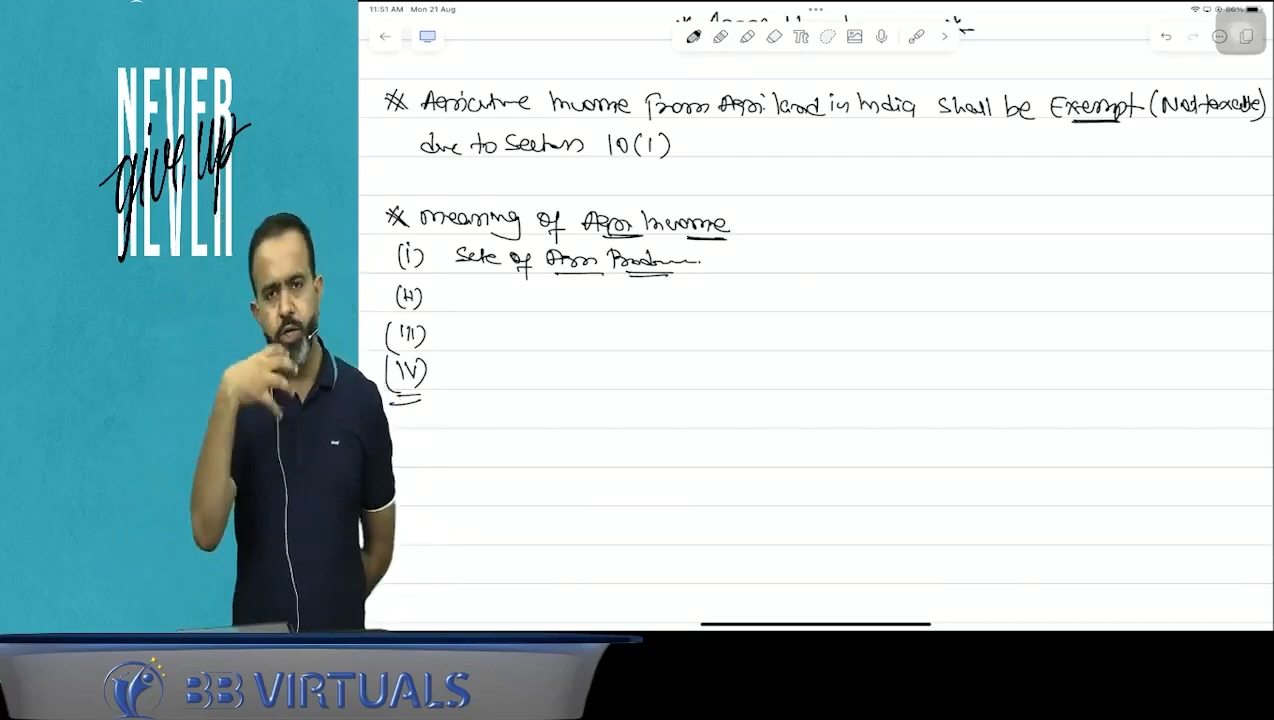 11:51 AM Mon 21 Aug
86%
NEVER
give up
NEVER
* Agriculture Income from Agri land in India shall be Exempt (Not taxable)
due to Section 10(1)
* meaning of Agri Income
(i) Sale of Agri Produce.
(ii)
(iii)
(iv)
BB VIRTUALS